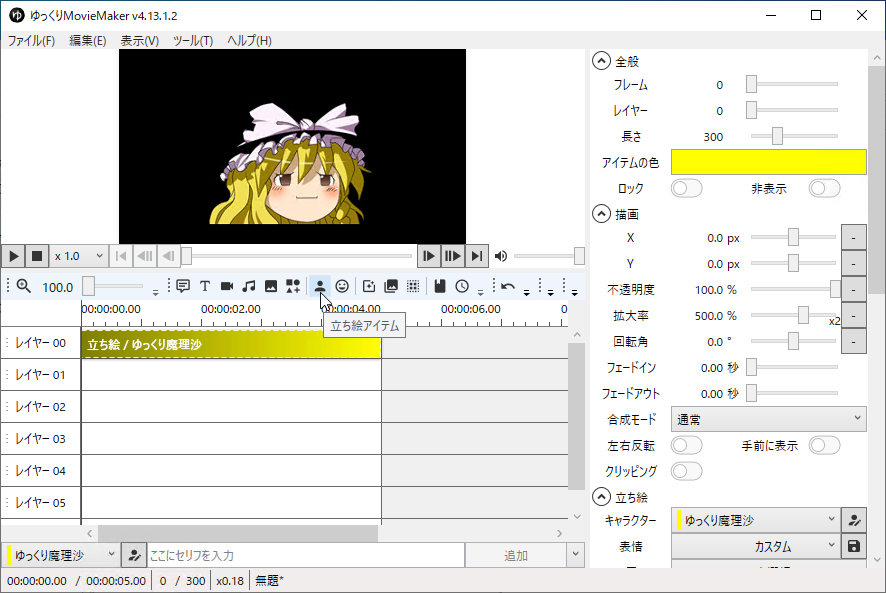 ゆっくりMovieMaker v4.13.1.2
ファイル(F) 編集(E) 表示(V) ツール(T) ヘルプ(H)
x 1.0
100.0
00:00:00.00 00:00:02.00 00:00:04.00 00:00:06.00 0
立ち絵アイテム
レイヤー 00
立ち絵 / ゆっくり魔理沙
レイヤー 01
レイヤー 02
レイヤー 03
レイヤー 04
レイヤー 05
ゆっくり魔理沙 ここにセリフを入力 追加
00:00:00.00 / 00:00:05.00 0 / 300 x0.18 無題*
全般
フレーム 0
レイヤー 0
長さ 300
アイテムの色
ロック 非表示
描画
X 0.0 px -
Y 0.0 px -
不透明度 100.0 % -
拡大率 500.0 % x2 -
回転角 0.0 ° -
フェードイン 0.00 秒
フェードアウト 0.00 秒
合成モード 通常
左右反転 手前に表示
クリッピング
立ち絵
キャラクター ゆっくり魔理沙
表情 カスタム